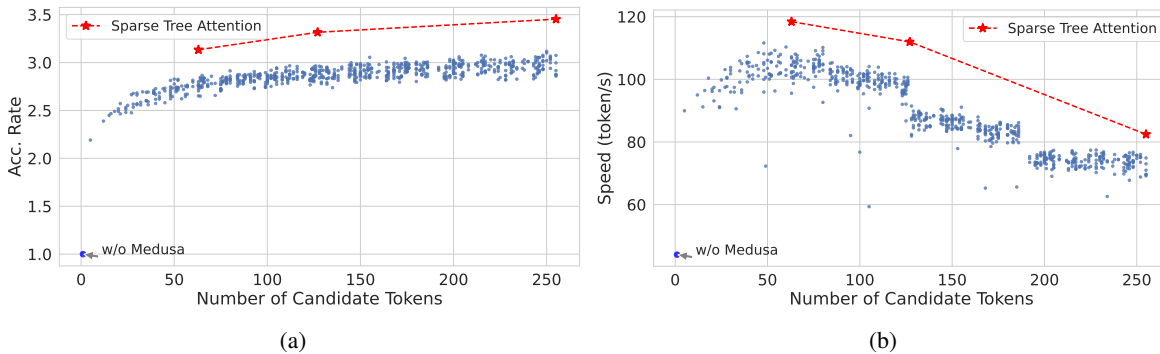 3.5
3.0
2.5
2.0
1.5
1.0
Acc. Rate
Sparse Tree Attention
w/o Medusa
0 50 100 150 200 250
Number of Candidate Tokens
(a)
120
100
80
60
Speed (token/s)
Sparse Tree Attention
w/o Medusa
0 50 100 150 200 250
Number of Candidate Tokens
(b)